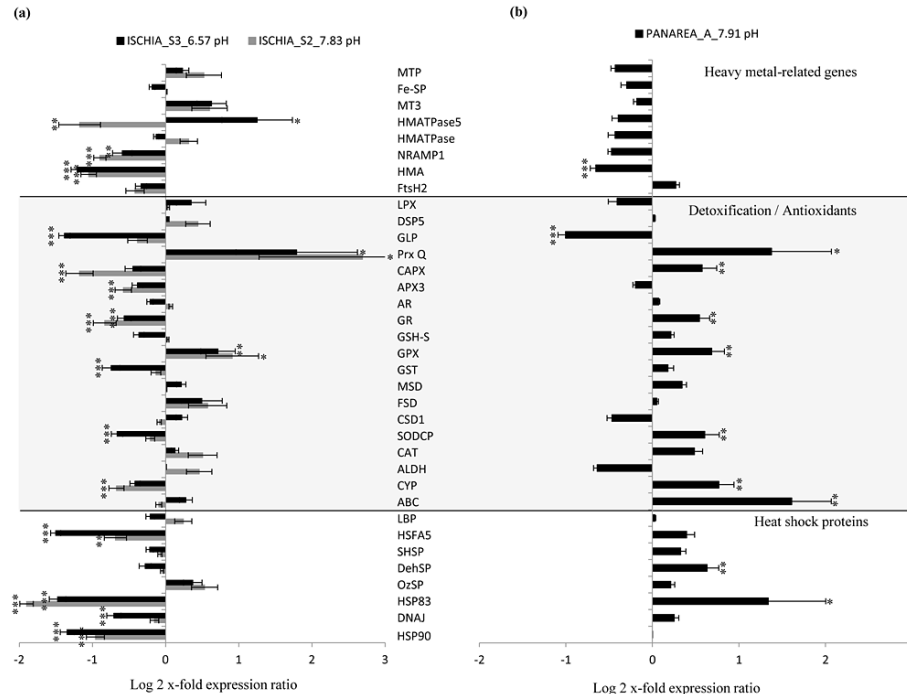 (a)
(b)
ISCHIA_S3_6.57 pH
ISCHIA_S2_7.83 pH
PANAREA_A_7.91 pH
Heavy metal-related genes
MTP
Fe-SP
MT3
HMATPase5
HMATPase
NRAMP1
HMA
FtsH2
Detoxification / Antioxidants
LPX
DSP5
GLP
Prx Q
CAPX
APX3
AR
GR
GSH-S
GPX
GST
MSD
FSD
CSD1
SODCP
CAT
ALDH
CYP
ABC
Heat shock proteins
LBP
HSFA5
SHSP
DehSP
OzSP
HSP83
DNAJ
HSP90
-2 -1 0 1 2 3
-2 -1 0 1 2
Log 2 x-fold expression ratio
Log 2 x-fold expression ratio